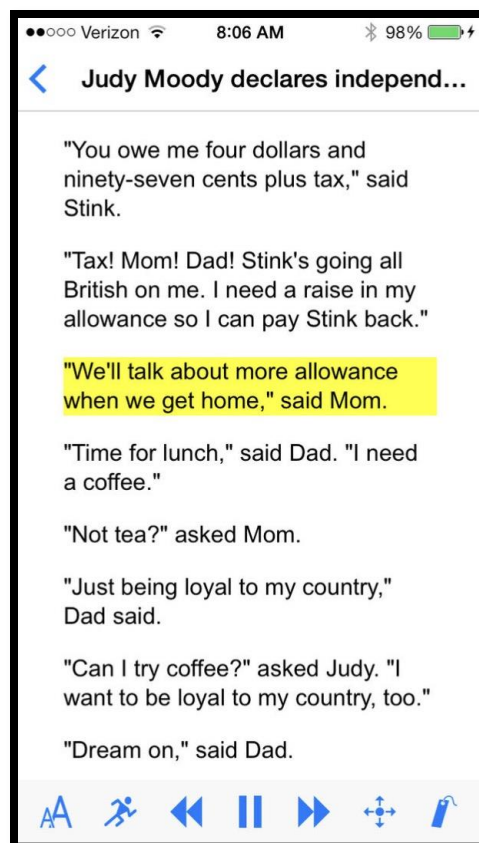 Verizon 8:06 AM 98%
Judy Moody declares independ...
"You owe me four dollars and
ninety-seven cents plus tax," said
Stink.
"Tax! Mom! Dad! Stink's going all
British on me. I need a raise in my
allowance so I can pay Stink back."
"We'll talk about more allowance
when we get home," said Mom.
"Time for lunch," said Dad. "I need
a coffee."
"Not tea?" asked Mom.
"Just being loyal to my country,"
Dad said.
"Can I try coffee?" asked Judy. "I
want to be loyal to my country, too."
"Dream on," said Dad.
AA